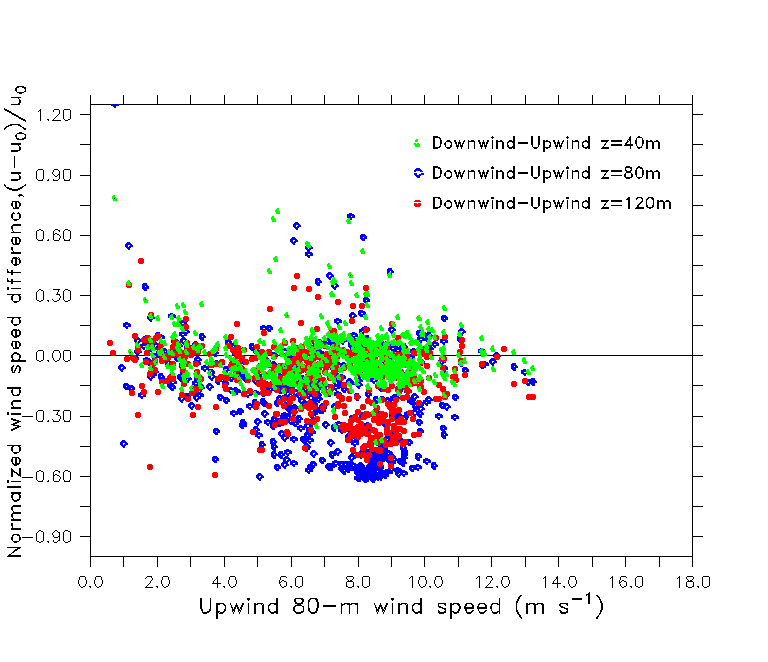 Normalized wind speed difference,(u−u0)/u0
1.20
0.90
0.60
0.30
0.00
−0.30
−0.60
−0.90
Downwind−Upwind z=40m
Downwind−Upwind z=80m
Downwind−Upwind z=120m
0.0 2.0 4.0 6.0 8.0 10.0 12.0 14.0 16.0 18.0
Upwind 80−m wind speed (m s−1)